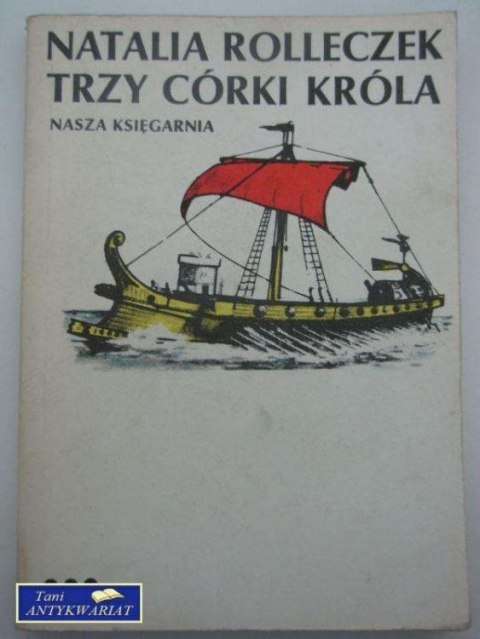 NATALIA ROLLECZEK
TRZY CÓRKI KRÓLA
NASZA KSIĘGARNIA
Tani
ANTYKWARIAT